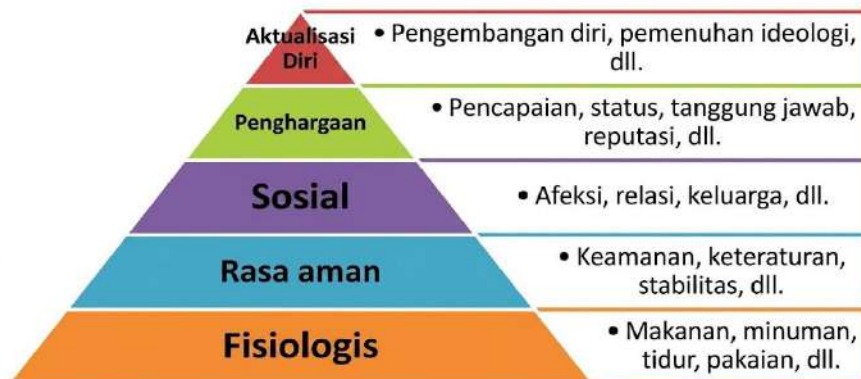 Aktualisasi
Diri
• Pengembangan diri, pemenuhan ideologi,
dll.
Penghargaan
• Pencapaian, status, tanggung jawab,
reputasi, dll.
Sosial
• Afeksi, relasi, keluarga, dll.
Rasa aman
• Keamanan, keteraturan,
stabilitas, dll.
Fisiologis
• Makanan, minuman,
tidur, pakaian, dll.